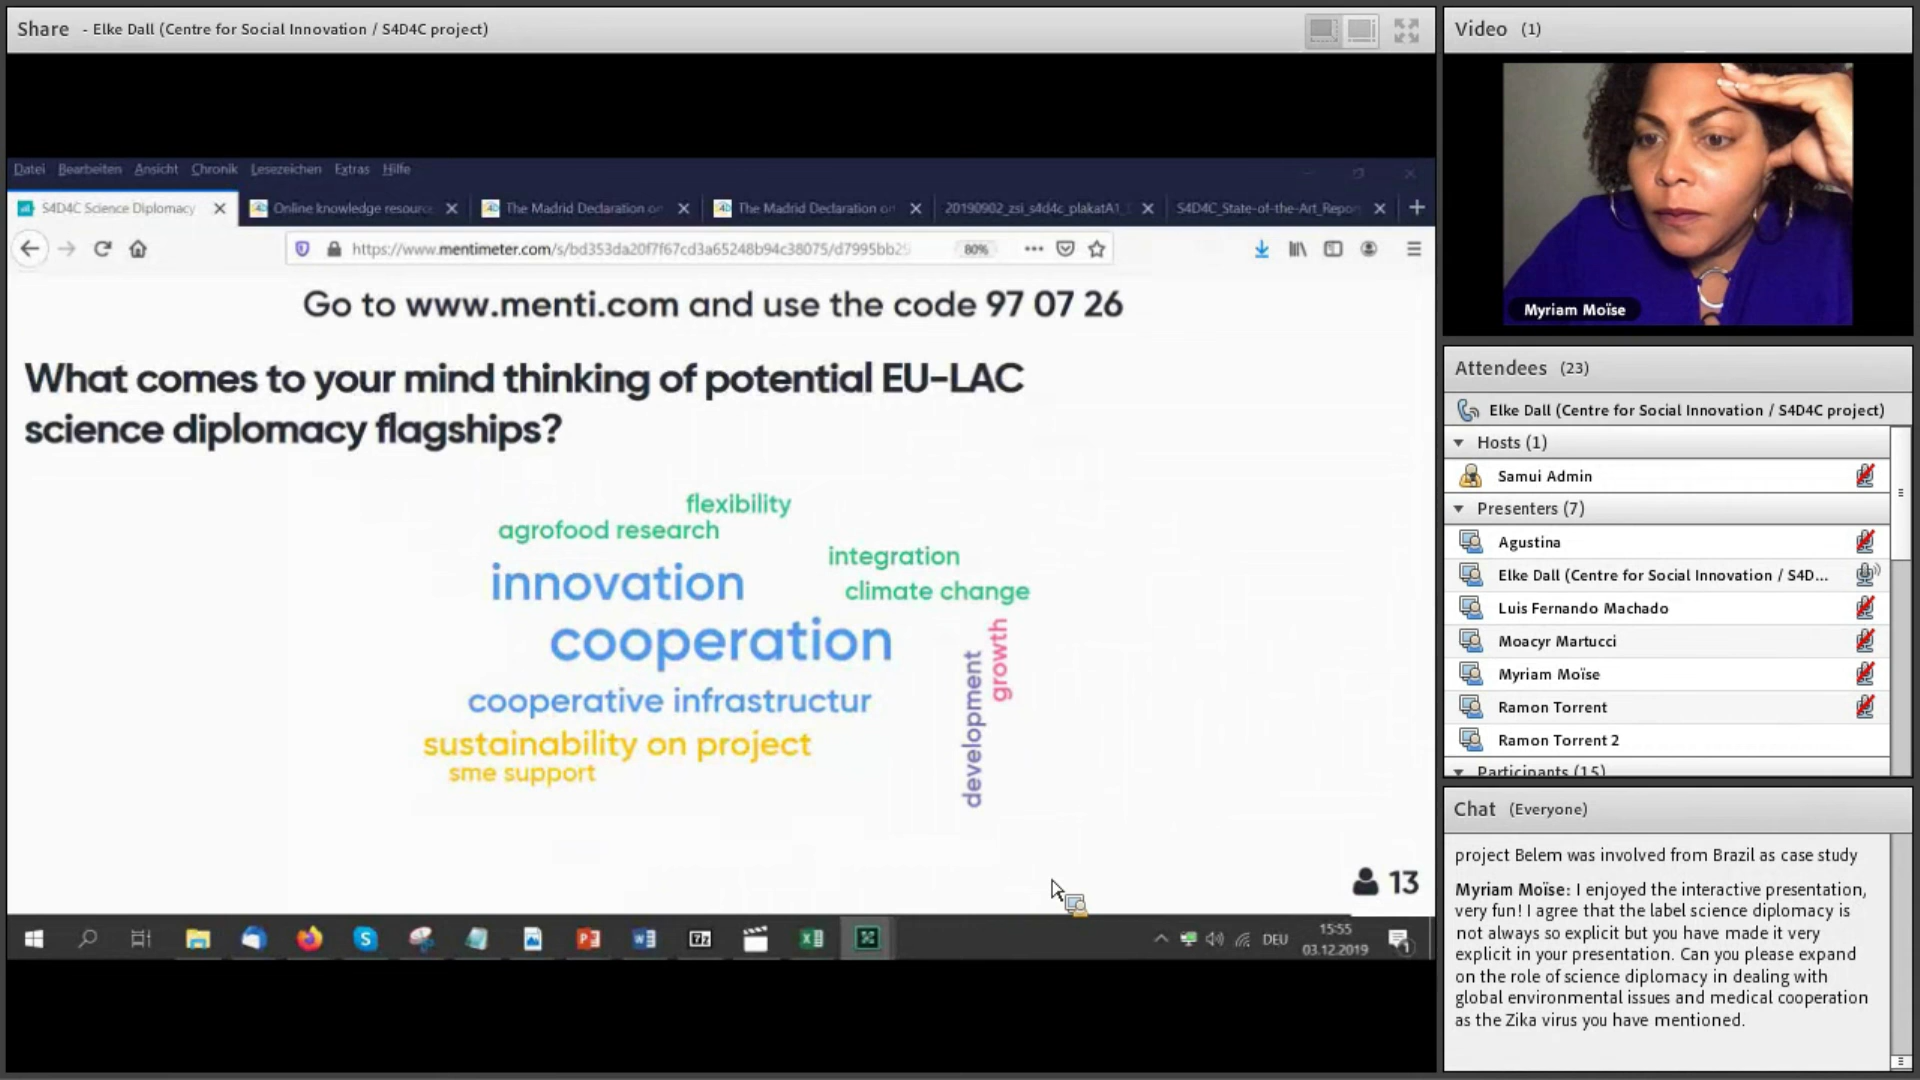 Share - Elke Dall (Centre for Social Innovation / S4D4C project)
Datei Bearbeiten Ansicht Chronik Lesezeichen Extras Hilfe
S4D4C Science Diplomacy
Online knowledge resource
The Madrid Declaration on
The Madrid Declaration on
20190902_zsi_s4d4c_plakatA1_
S4D4C_State-of-the-Art_Repor
https://www.mentimeter.com/s/bd353da20f7f67cd3a65248b94c38075/d7995bb29
80%
Go to www.menti.com and use the code 97 07 26
What comes to your mind thinking of potential EU-LAC
science diplomacy flagships?
flexibility
agrofood research
integration
innovation
climate change
cooperation
growth
development
cooperative infrastructur
sustainability on project
sme support
13
DEU
15:55
03.12.2019
1
Video (1)
Myriam Moïse
Attendees (23)
Elke Dall (Centre for Social Innovation / S4D4C project)
Hosts (1)
Samui Admin
Presenters (7)
Agustina
Elke Dall (Centre for Social Innovation / S4D...
Luis Fernando Machado
Moacyr Martucci
Myriam Moïse
Ramon Torrent
Ramon Torrent 2
Participants (15)
Chat (Everyone)
project Belem was involved from Brazil as case study
Myriam Moïse: I enjoyed the interactive presentation,
very fun! I agree that the label science diplomacy is
not always so explicit but you have made it very
explicit in your presentation. Can you please expand
on the role of science diplomacy in dealing with
global environmental issues and medical cooperation
as the Zika virus you have mentioned.